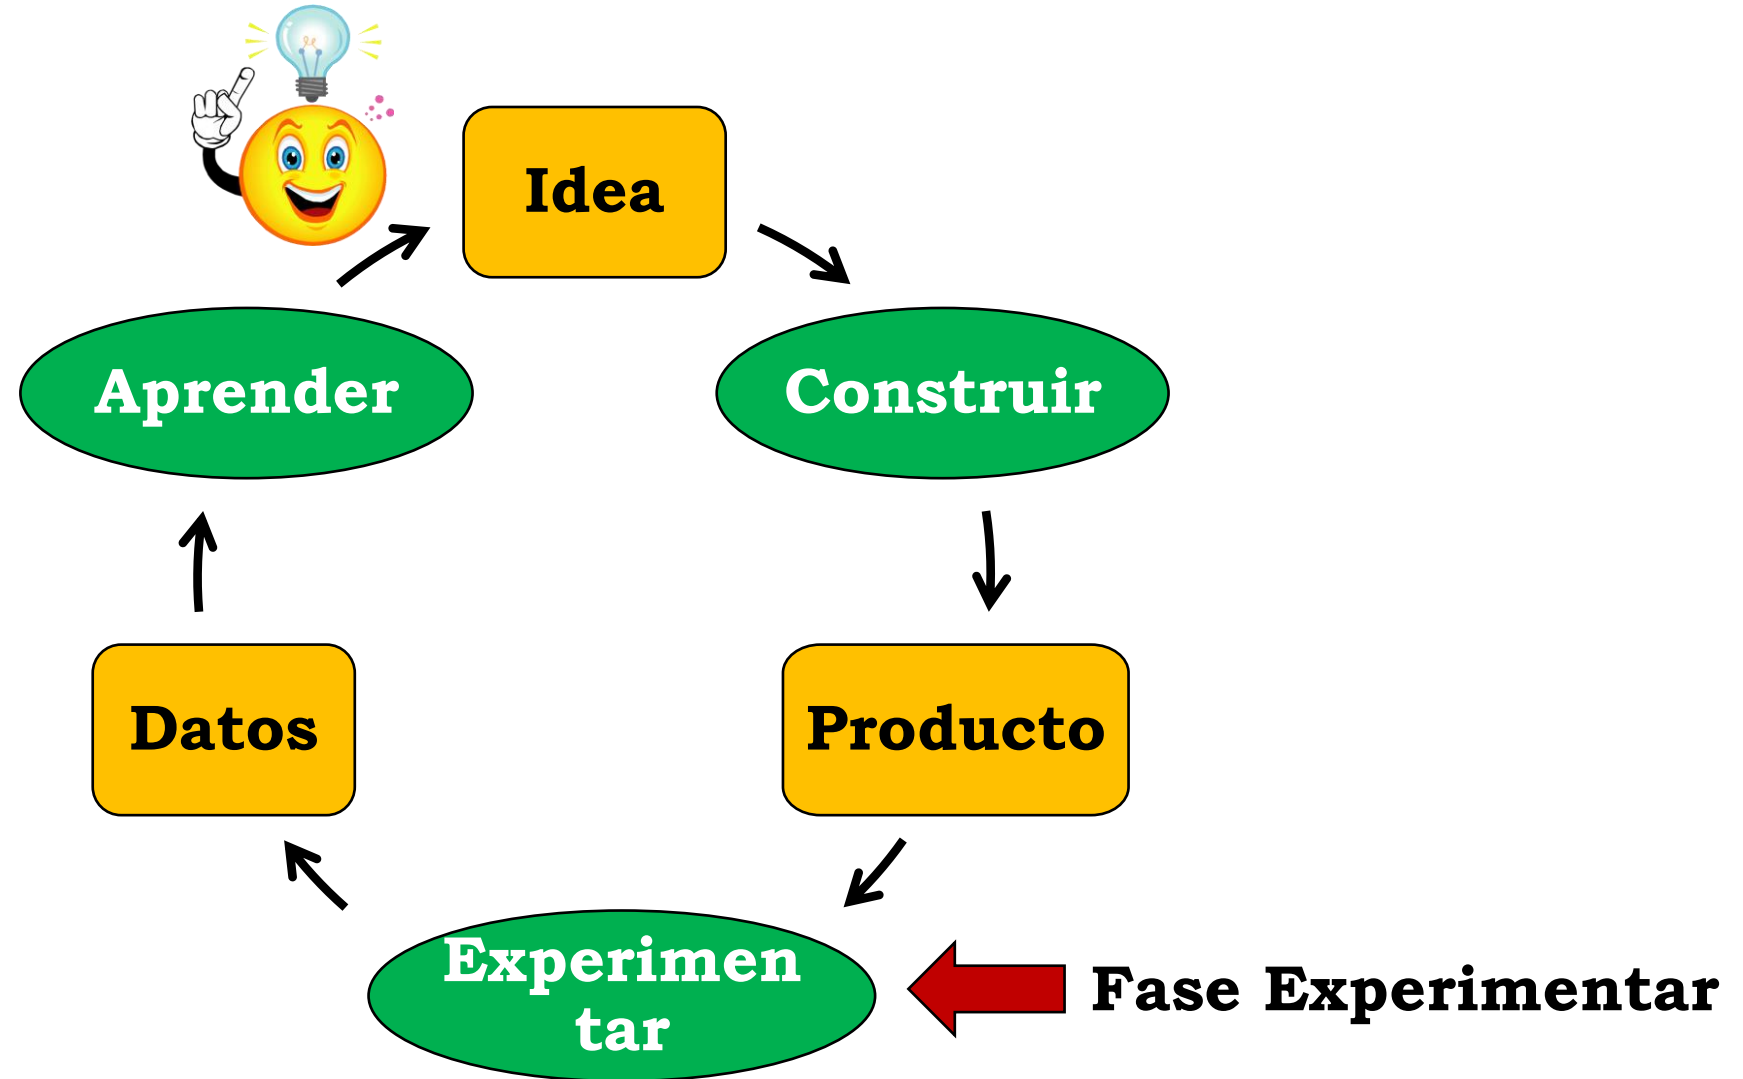 Idea
Aprender
Construir
Datos
Producto
Experimen
tar
Fase Experimentar